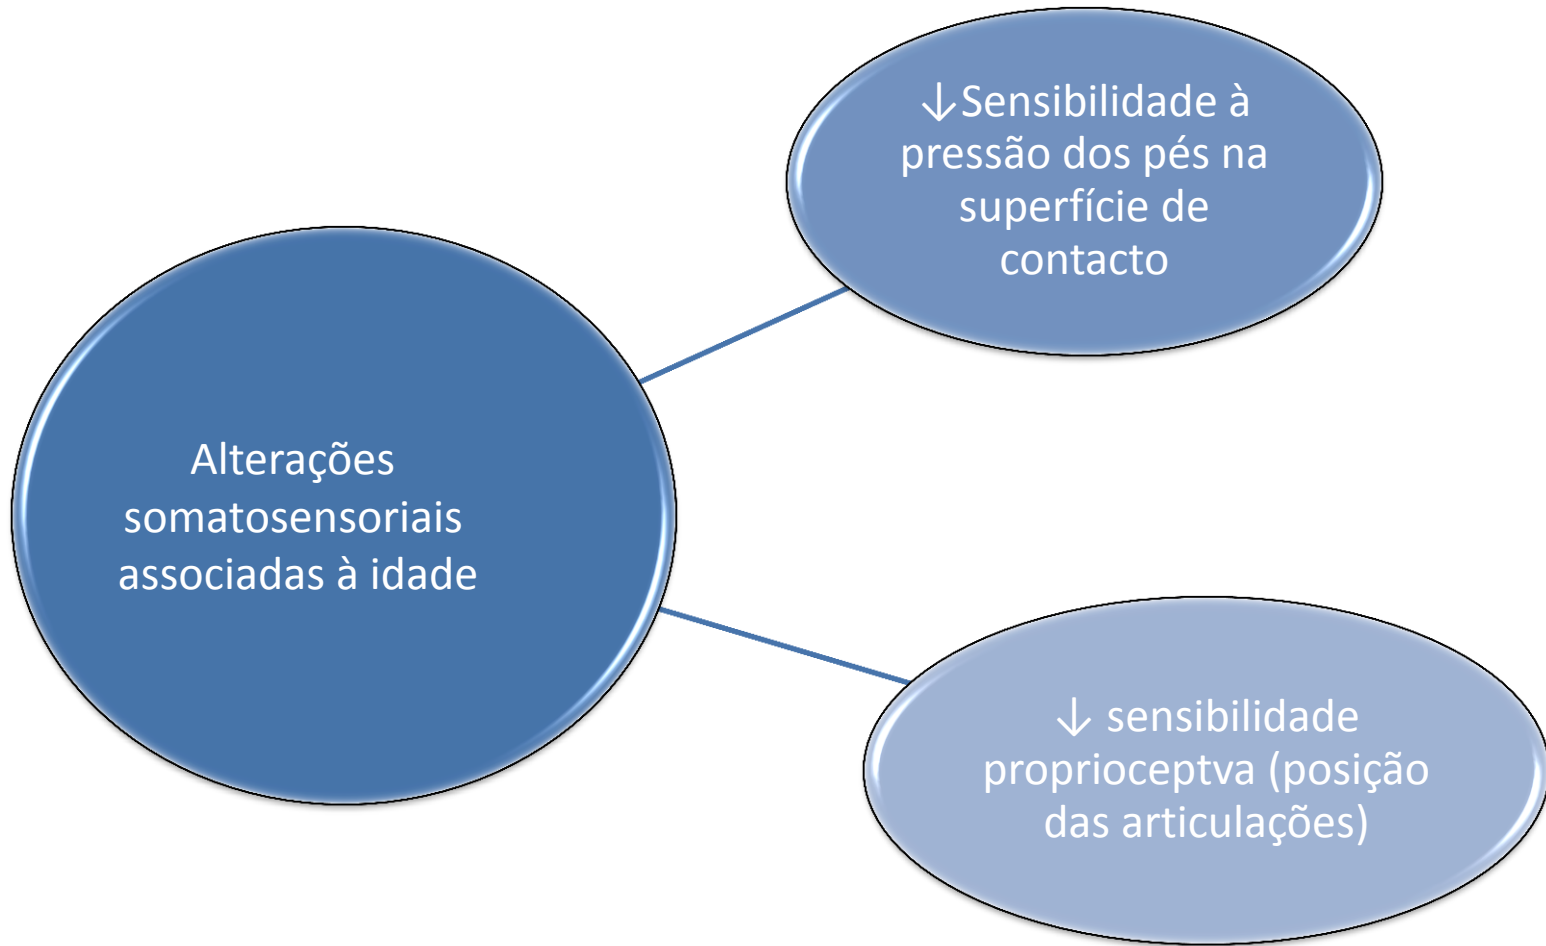 ↓Sensibilidade à
pressão dos pés na
superfície de
contacto
Alterações
somatosensoriais
associadas à idade
↓ sensibilidade
proprioceptva (posição
das articulações)